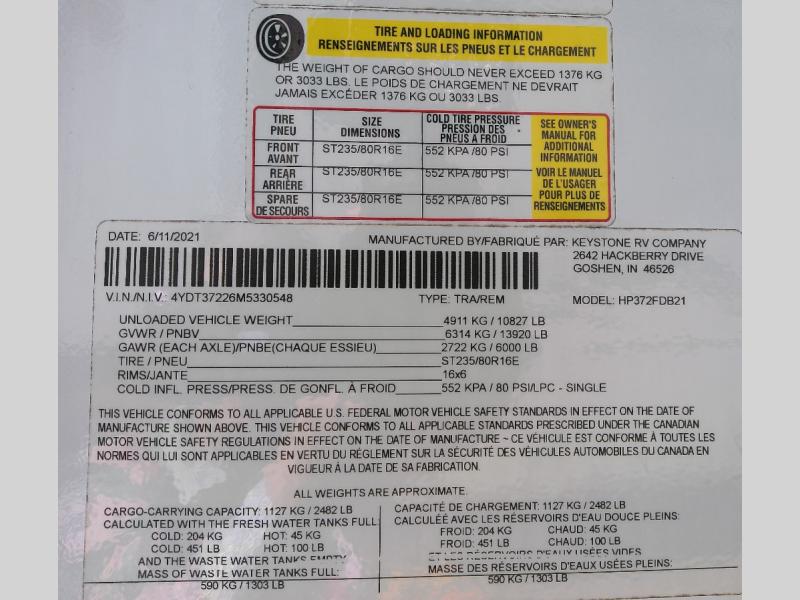 TIRE AND LOADING INFORMATION
RENSEIGNEMENTS SUR LES PNEUS ET LE CHARGEMENT
THE WEIGHT OF CARGO SHOULD NEVER EXCEED 1376 KG
OR 3033 LBS. LE POIDS DE CHARGEMENT NE DEVRAIT
JAMAIS EXCÉDER 1376 KG OU 3033 LBS.
TIRE PNEU
SIZE DIMENSIONS
COLD TIRE PRESSURE PRESSION DES PNEUS A FROID
FRONT AVANT ST235/80R16E 552 KPA /80 PSI
REAR ARRIÈRE ST235/80R16E 552 KPA /80 PSI
SPARE DE SECOURS ST235/80R16E 552 KPA /80 PSI
SEE OWNER'S
MANUAL FOR
ADDITIONAL
INFORMATION
VOIR LE MANUEL
DE L'USAGER
POUR PLUS DE
RENSEIGNEMENTS
DATE: 6/11/2021 MANUFACTURED BY/FABRIQUÉ PAR: KEYSTONE RV COMPANY
2642 HACKBERRY DRIVE
GOSHEN, IN 46526
V.I.N./N.I.V.: 4YDT37226M5330548 TYPE: TRA/REM MODEL: HP372FDB21
UNLOADED VEHICLE WEIGHT 4911 KG / 10827 LB
GVWR / PNBV 6314 KG / 13920 LB
GAWR (EACH AXLE)/PNBE(CHAQUE ESSIEU) 2722 KG / 6000 LB
TIRE / PNEU ST235/80R16E
RIMS/JANTE 16x6
COLD INFL. PRESS/PRESS. DE GONFL. À FROID 552 KPA / 80 PSI/LPC - SINGLE
THIS VEHICLE CONFORMS TO ALL APPLICABLE U.S. FEDERAL MOTOR VEHICLE SAFETY STANDARDS IN EFFECT ON THE DATE OF
MANUFACTURE SHOWN ABOVE. THIS VEHICLE CONFORMS TO ALL APPLICABLE STANDARDS PRESCRIBED UNDER THE CANADIAN
MOTOR VEHICLE SAFETY REGULATIONS IN EFFECT ON THE DATE OF MANUFACTURE ~ CE VÉHICULE EST CONFORME À TOUTES LES
NORMES QUI LUI SONT APPLICABLES EN VERTU DU RÉGLEMENT SUR LA SÉCURITÉ DES VÉHICULES AUTOMOBILES DU CANADA EN
VIGUEUR À LA DATE DE SA FABRICATION.
ALL WEIGHTS ARE APPROXIMATE.
CARGO-CARRYING CAPACITY: 1127 KG / 2482 LB
CALCULATED WITH THE FRESH WATER TANKS FULL:
COLD: 204 KG HOT: 45 KG
COLD: 451 LB HOT: 100 LB
AND THE WASTE WATER TANKS EMPTY
MASS OF WASTE WATER TANKS FULL:
590 KG / 1303 LB
CAPACITÉ DE CHARGEMENT: 1127 KG / 2482 LB
CALCULÉE AVEC LES RÉSERVOIRS D'EAU DOUCE PLEINS:
FROID: 204 KG CHAUD: 45 KG
FROID: 451 LB CHAUD: 100 LB
ET LES RÉSERVOIRS D'EAUX USÉES VIDES
MASSE DES RÉSERVOIRS D'EAUX USÉES PLEINS:
590 KG / 1303 LB